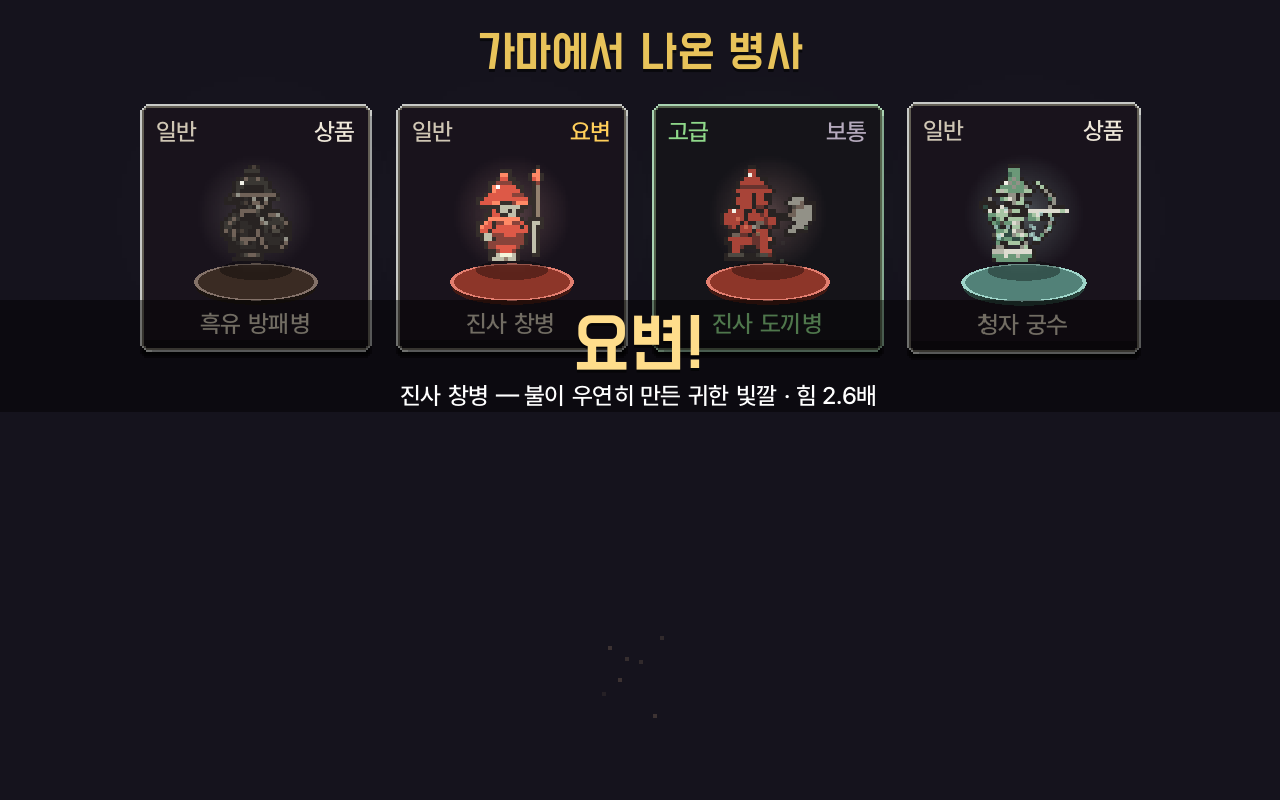 가마에서 나온 병사
일반 상품
일반 요변
고급 보통
일반 상품
흑유 방패병
진사 창병
진사 도끼병
청자 궁수
요변!
진사 창병 — 불이 우연히 만든 귀한 빛깔 · 힘 2.6배